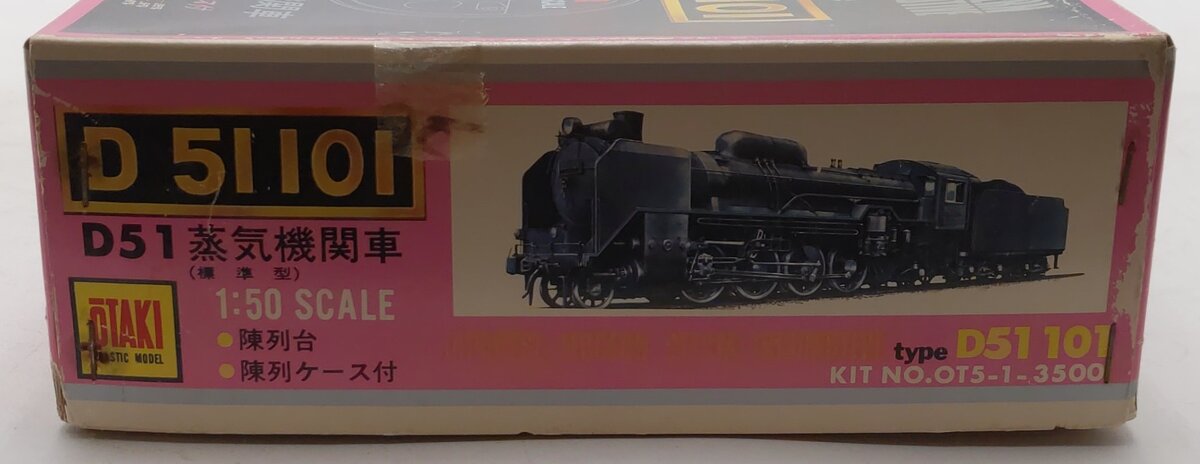 D 51 101
D51 蒸気機関車
(標準型)
OTAKI
PLASTIC MODEL
1:50 SCALE
●陳列台
●陳列ケース付
type D51 101
KIT NO.OT5-1-3500